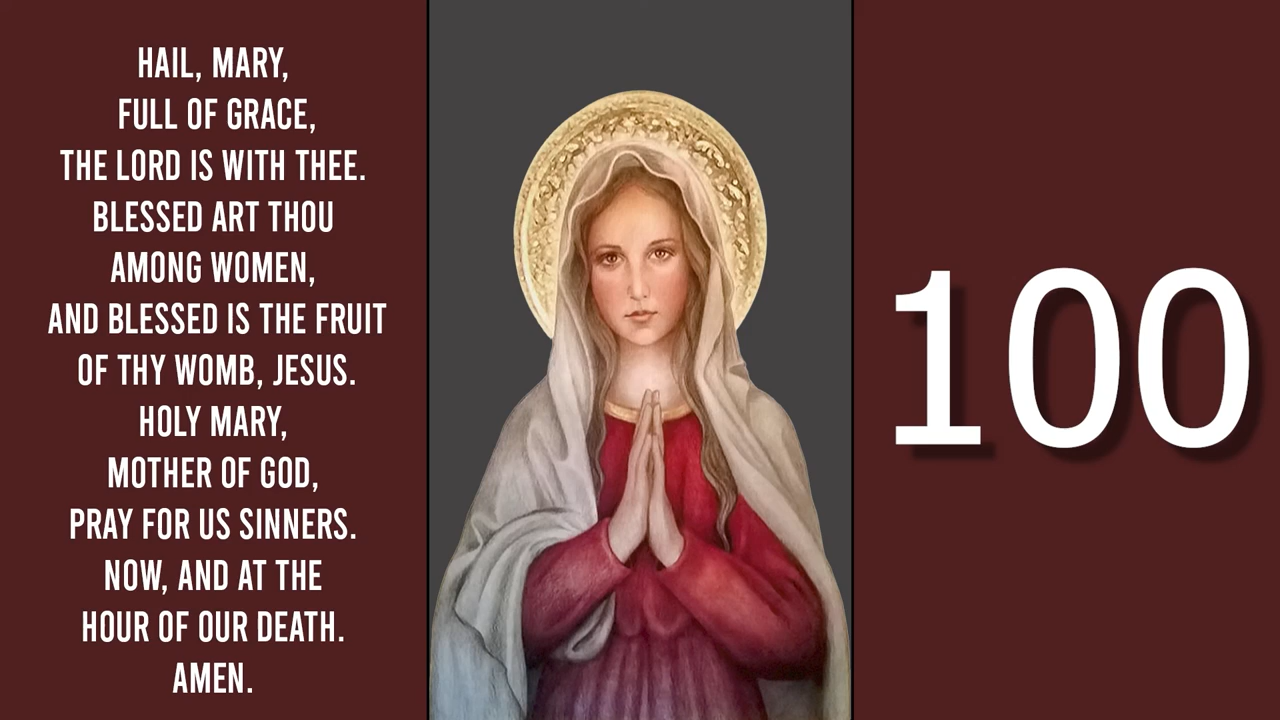 HAIL, MARY,
FULL OF GRACE,
THE LORD IS WITH THEE.
BLESSED ART THOU
AMONG WOMEN,
AND BLESSED IS THE FRUIT
OF THY WOMB, JESUS.
HOLY MARY,
MOTHER OF GOD,
PRAY FOR US SINNERS.
NOW, AND AT THE
HOUR OF OUR DEATH.
AMEN.
100